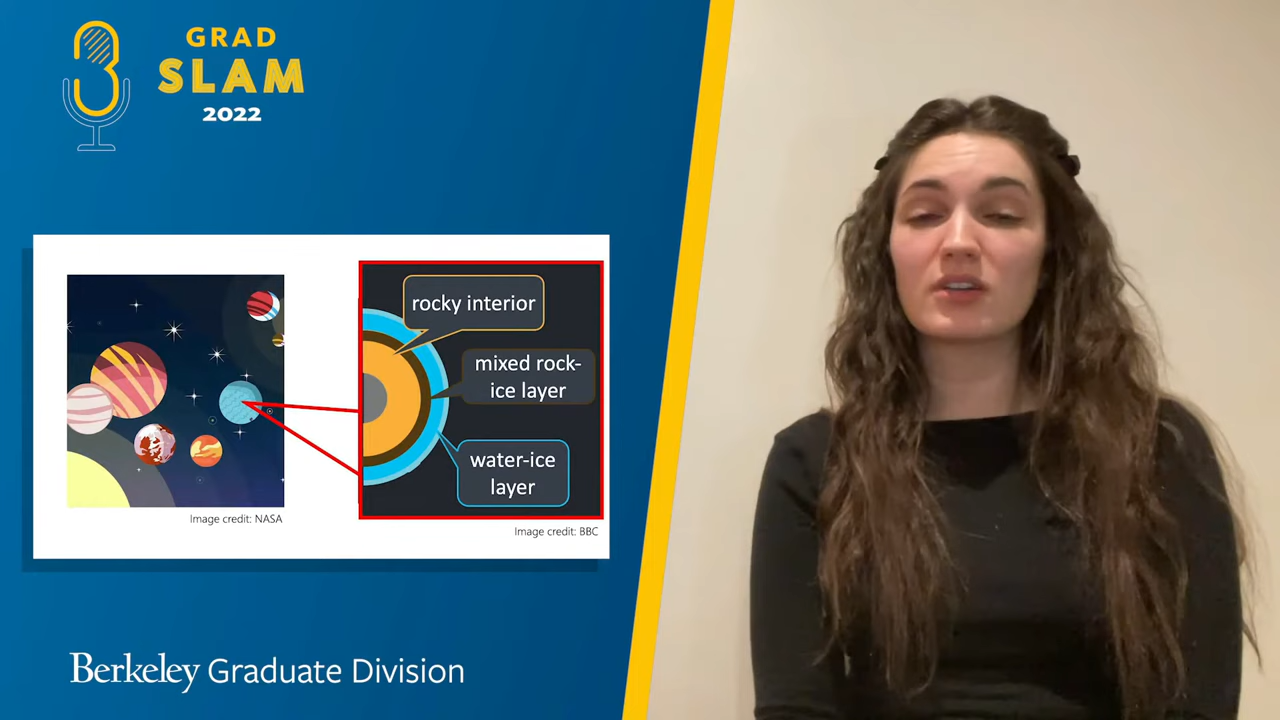 GRAD
SLAM
2022
rocky interior
mixed rock-
ice layer
water-ice
layer
Image credit: NASA
Image credit: BBC
Berkeley Graduate Division